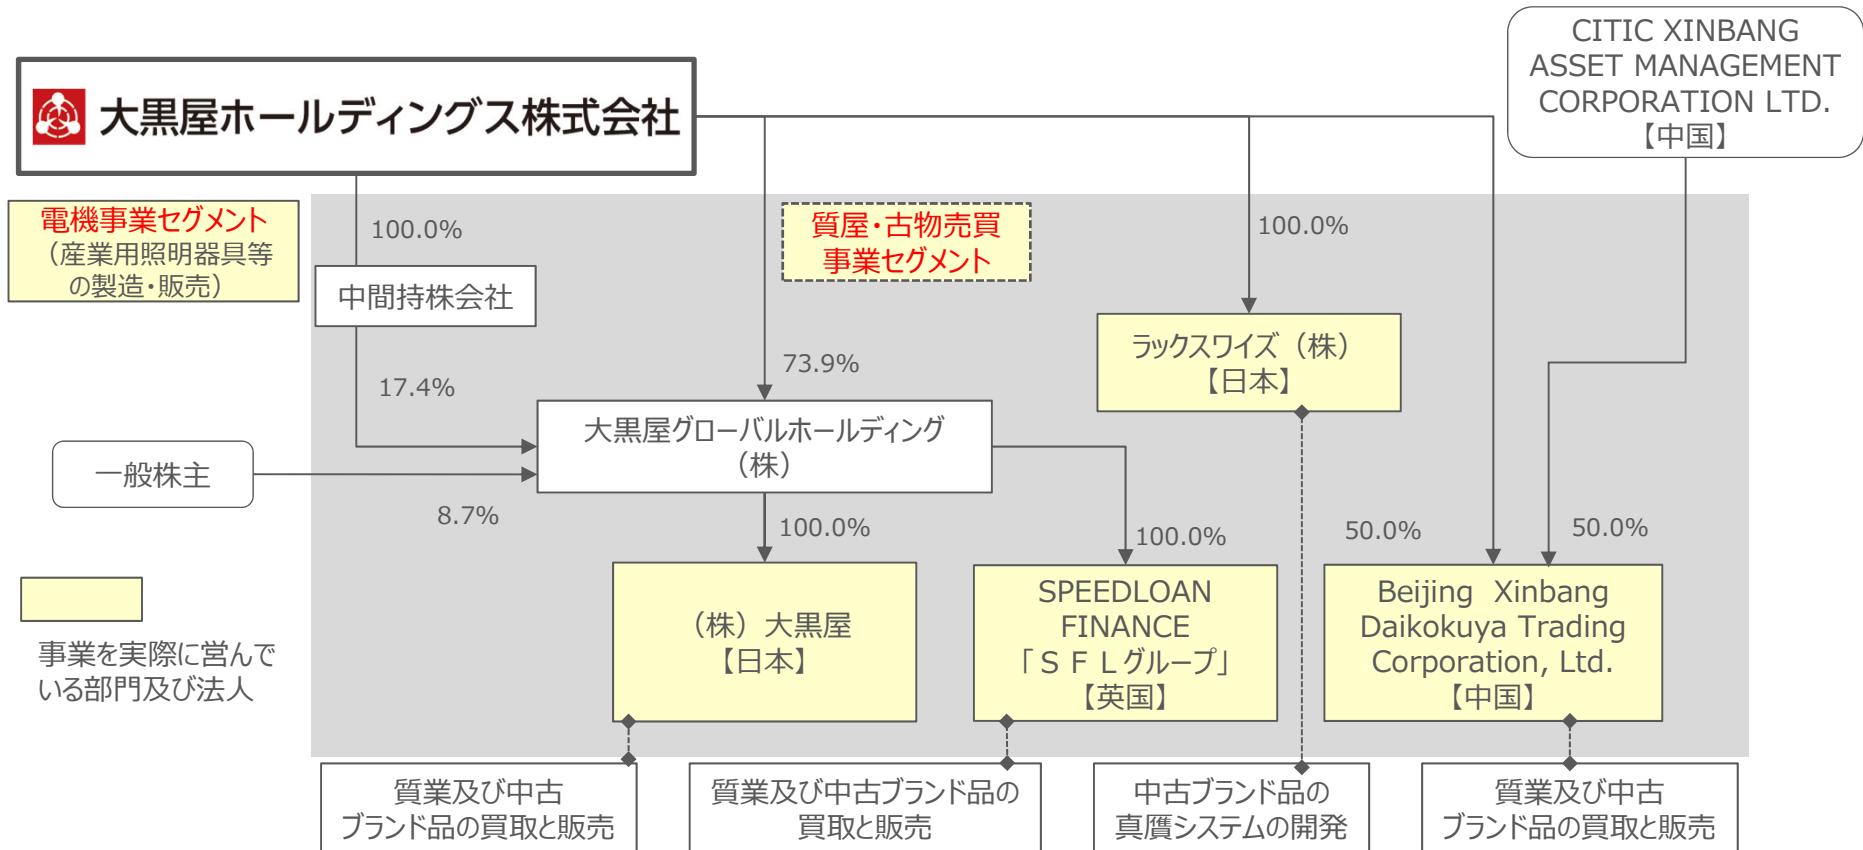 CITIC XINBANG
ASSET MANAGEMENT
CORPORATION LTD.
【中国】
大黒屋ホールディングス株式会社
電機事業セグメント
（産業用照明器具等
の製造・販売）
100.0%
質屋・古物売買
事業セグメント
100.0%
中間持株会社
ラックスワイズ（株）
【日本】
73.9%
17.4%
大黒屋グローバルホールディング
（株）
一般株主
8.7%
100.0%
100.0%
50.0%
50.0%
（株）大黒屋
【日本】
SPEEDLOAN
FINANCE
「ＳＦＬグループ」
【英国】
Beijing Xinbang
Daikokuya Trading
Corporation, Ltd.
【中国】
事業を実際に営んで
いる部門及び法人
質業及び中古
ブランド品の買取と販売
質業及び中古ブランド品の
買取と販売
中古ブランド品の
真贋システムの開発
質業及び中古
ブランド品の買取と販売